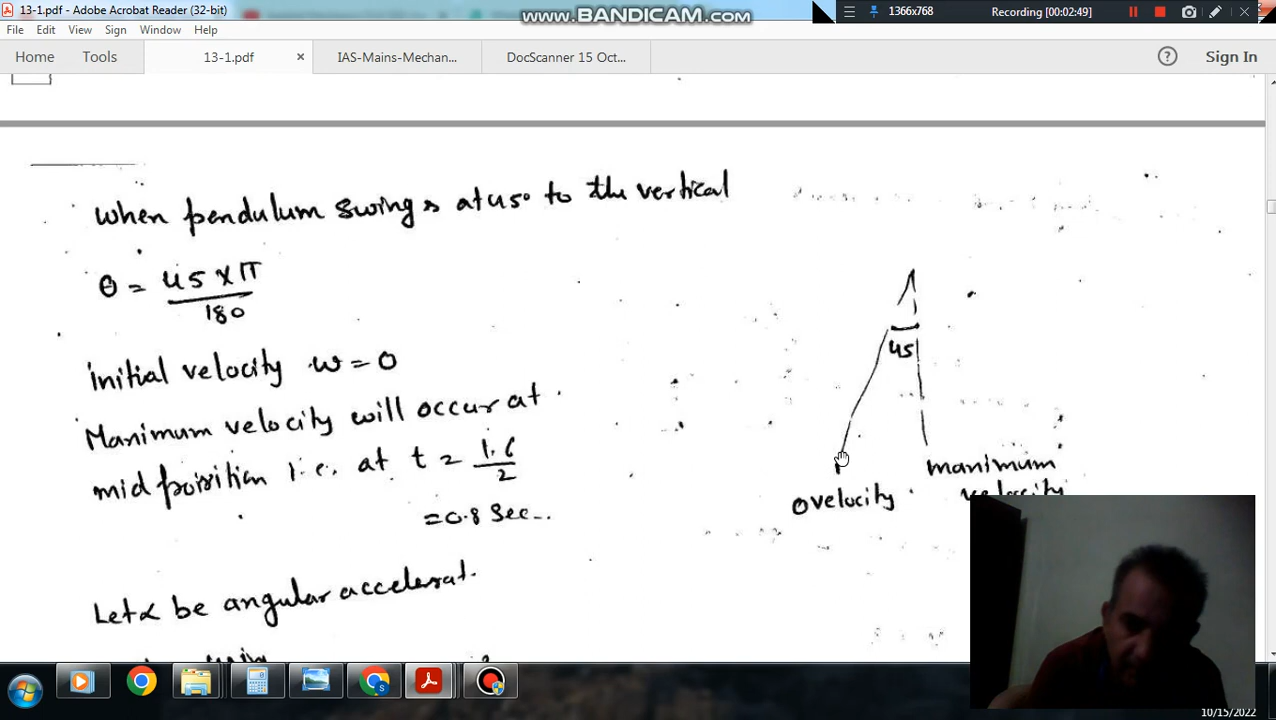 13-1.pdf - Adobe Acrobat Reader (32-bit)
www.BANDICAM.com
1366x768
Recording [00:02:49]
File Edit View Sign Window Help
Home Tools 13-1.pdf × IAS-Mains-Mechan... DocScanner 15 Oct... ? Sign In
When pendulum swings at 45° to the vertical
θ = 45 × π
180
initial velocity ω = 0
Maximum velocity will occur at
mid position i.e. at t = 1.6
2
= 0.8 Sec..
45
0 velocity
maximum
velocity
Let α be angular accelerat.
10/15/2022